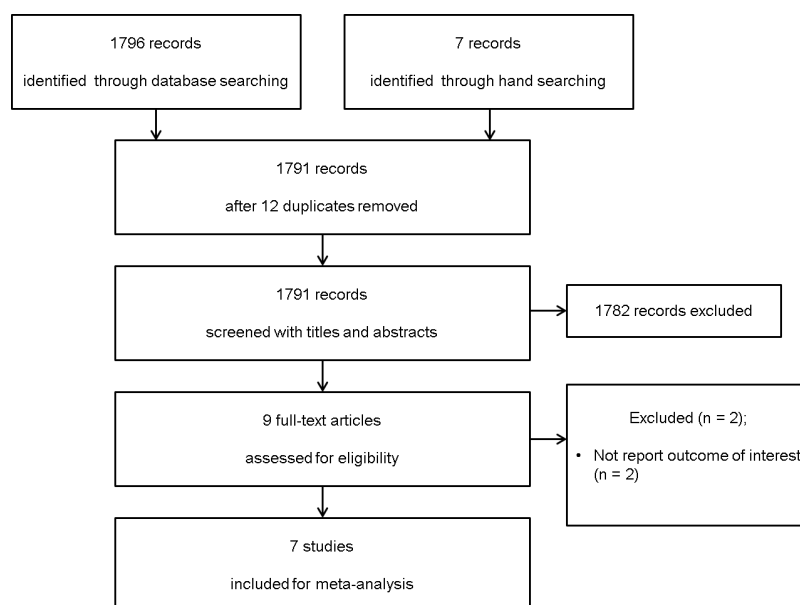 1796 records
identified through database searching
7 records
identified through hand searching
1791 records
after 12 duplicates removed
1791 records
screened with titles and abstracts
1782 records excluded
9 full-text articles
assessed for eligibility
Excluded (n = 2);
• Not report outcome of interest
(n = 2)
7 studies
included for meta-analysis